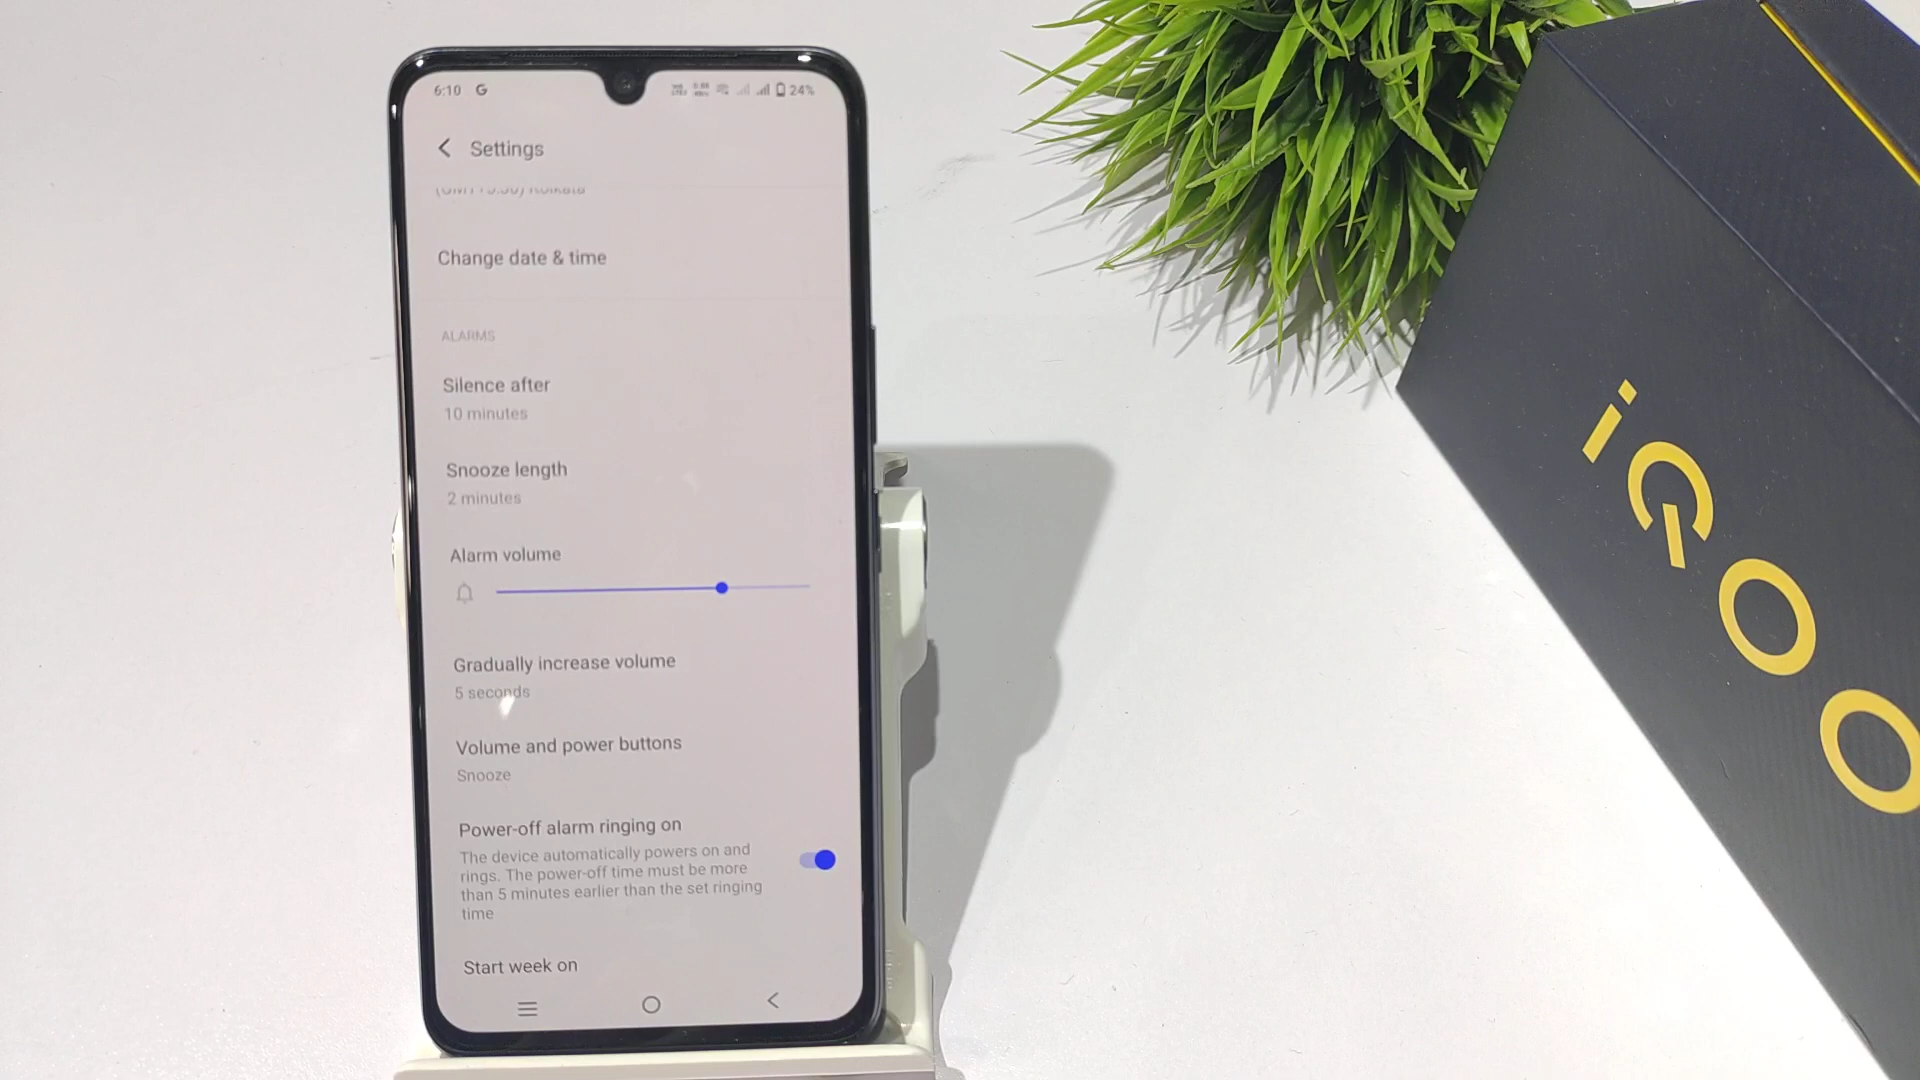 6:10 G 24%
Settings
Change date & time
ALARMS
Silence after
10 minutes
Snooze length
2 minutes
Alarm volume
Gradually increase volume
5 seconds
Volume and power buttons
Snooze
Power-off alarm ringing on
The device automatically powers on and
rings. The power-off time must be more
than 5 minutes earlier than the set ringing
time
Start week on
iQOO